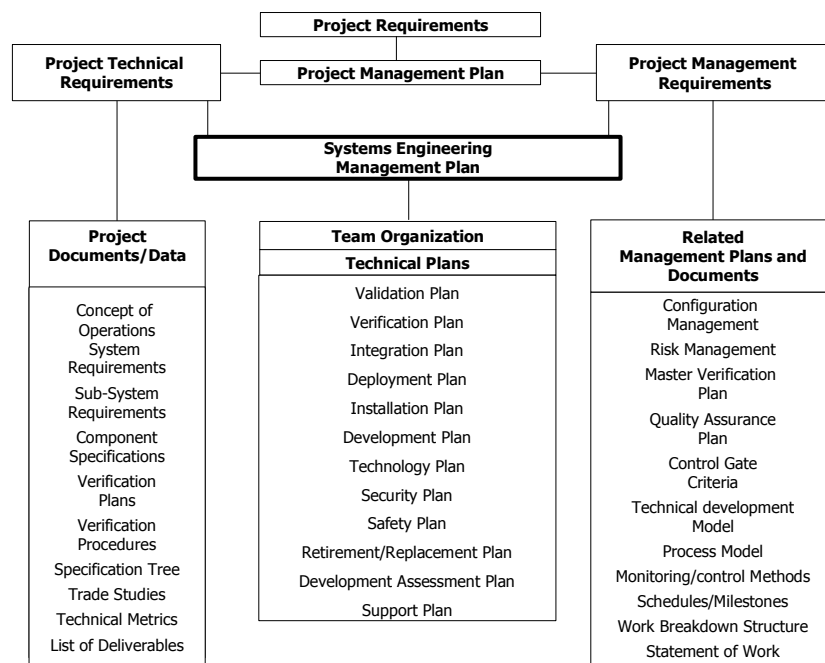 Project Requirements
Project Technical
Requirements
Project Management Plan
Project Management
Requirements
Systems Engineering
Management Plan
Project
Documents/Data
Concept of
Operations
System
Requirements
Sub-System
Requirements
Component
Specifications
Verification
Plans
Verification
Procedures
Specification Tree
Trade Studies
Technical Metrics
List of Deliverables
Team Organization
Technical Plans
Validation Plan
Verification Plan
Integration Plan
Deployment Plan
Installation Plan
Development Plan
Technology Plan
Security Plan
Safety Plan
Retirement/Replacement Plan
Development Assessment Plan
Support Plan
Related
Management Plans and
Documents
Configuration
Management
Risk Management
Master Verification
Plan
Quality Assurance
Plan
Control Gate
Criteria
Technical development
Model
Process Model
Monitoring/control Methods
Schedules/Milestones
Work Breakdown Structure
Statement of Work